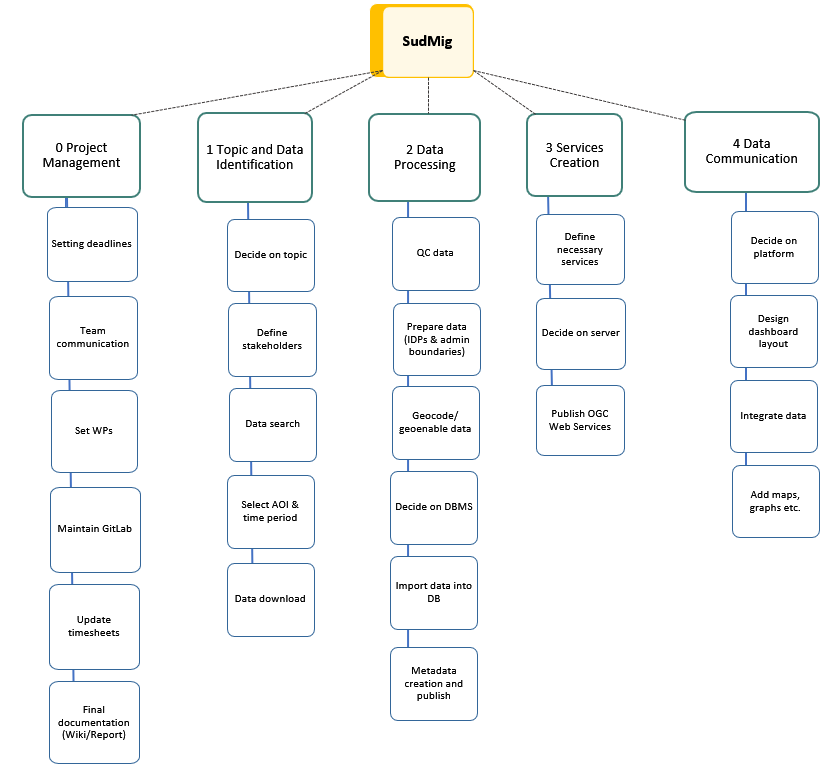 SudMig
0 Project
Management
Setting deadlines
Team
communication
Set WPs
Maintain GitLab
Update
timesheets
Final
documentation
(Wiki/Report)
1 Topic and Data
Identification
Decide on topic
Define
stakeholders
Data search
Select AOI &
time period
Data download
2 Data
Processing
QC data
Prepare data
(IDPs & admin
boundaries)
Geocode/
geoenable data
Decide on DBMS
Import data into
DB
Metadata
creation and
publish
3 Services
Creation
Define
necessary
services
Decide on server
Publish OGC
Web Services
4 Data
Communication
Decide on
platform
Design
dashboard
layout
Integrate data
Add maps,
graphs etc.